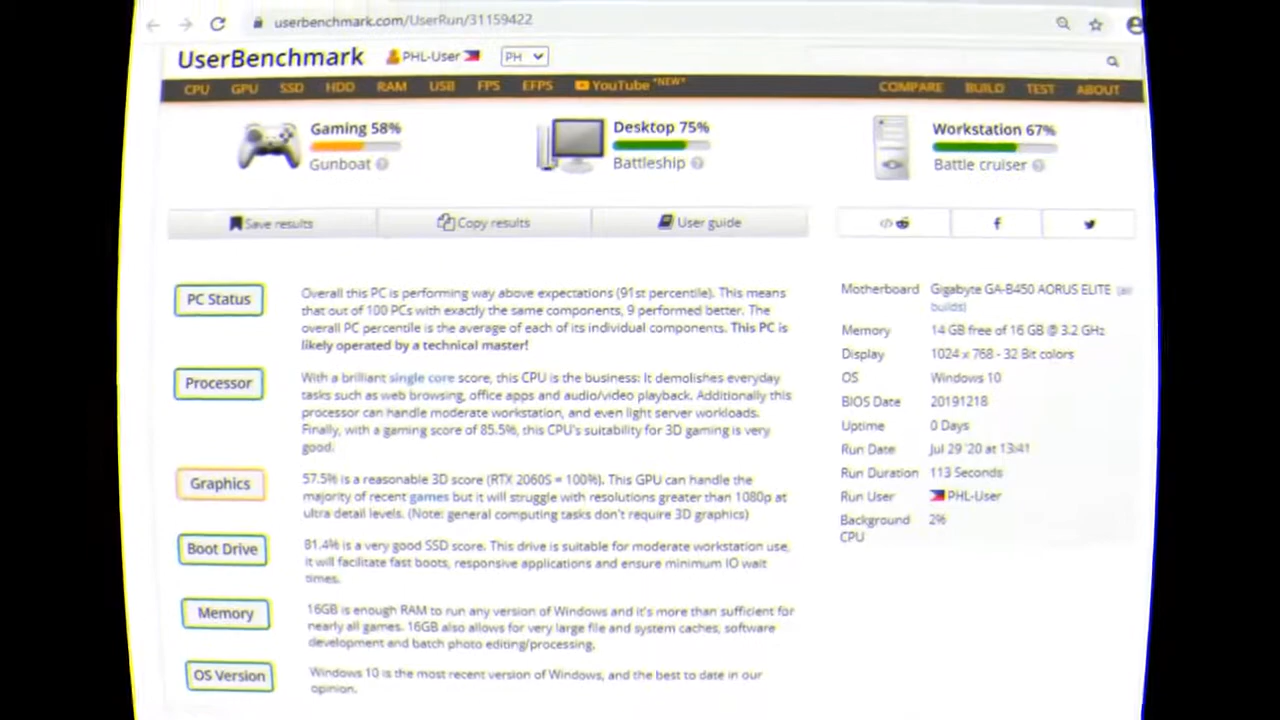 userbenchmark.com/UserRun/31159422
UserBenchmark PHL-User PH
CPU GPU SSD HDD RAM USB FPS EFPS YouTube *NEW* COMPARE BUILD TEST ABOUT
Gaming 58% Desktop 75% Workstation 67%
Gunboat Battleship Battle cruiser
Save results Copy results User guide
PC Status
Overall this PC is performing way above expectations (91st percentile). This means
that out of 100 PCs with exactly the same components, 9 performed better. The
overall PC percentile is the average of each of its individual components. This PC is
likely operated by a technical master!
Processor
With a brilliant single core score, this CPU is the business: It demolishes everyday
tasks such as web browsing, office apps and audio/video playback. Additionally this
processor can handle moderate workstation, and even light server workloads.
Finally, with a gaming score of 85.5%, this CPU's suitability for 3D gaming is very
good.
Graphics
57.5% is a reasonable 3D score (RTX 2060S = 100%). This GPU can handle the
majority of recent games but it will struggle with resolutions greater than 1080p at
ultra detail levels. (Note: general computing tasks don't require 3D graphics)
Boot Drive
81.4% is a very good SSD score. This drive is suitable for moderate workstation use,
it will facilitate fast boots, responsive applications and ensure minimum IO wait
times.
Memory
16GB is enough RAM to run any version of Windows and it's more than sufficient for
nearly all games. 16GB also allows for very large file and system caches, software
development and batch photo editing/processing.
OS Version
Windows 10 is the most recent version of Windows, and the best to date in our
opinion.
Motherboard Gigabyte GA-B450 AORUS ELITE (all
builds)
Memory 14 GB free of 16 GB @ 3.2 GHz
Display 1024 x 768 - 32 Bit colors
OS Windows 10
BIOS Date 20191218
Uptime 0 Days
Run Date Jul 29 '20 at 13:41
Run Duration 113 Seconds
Run User PHL-User
Background 2%
CPU